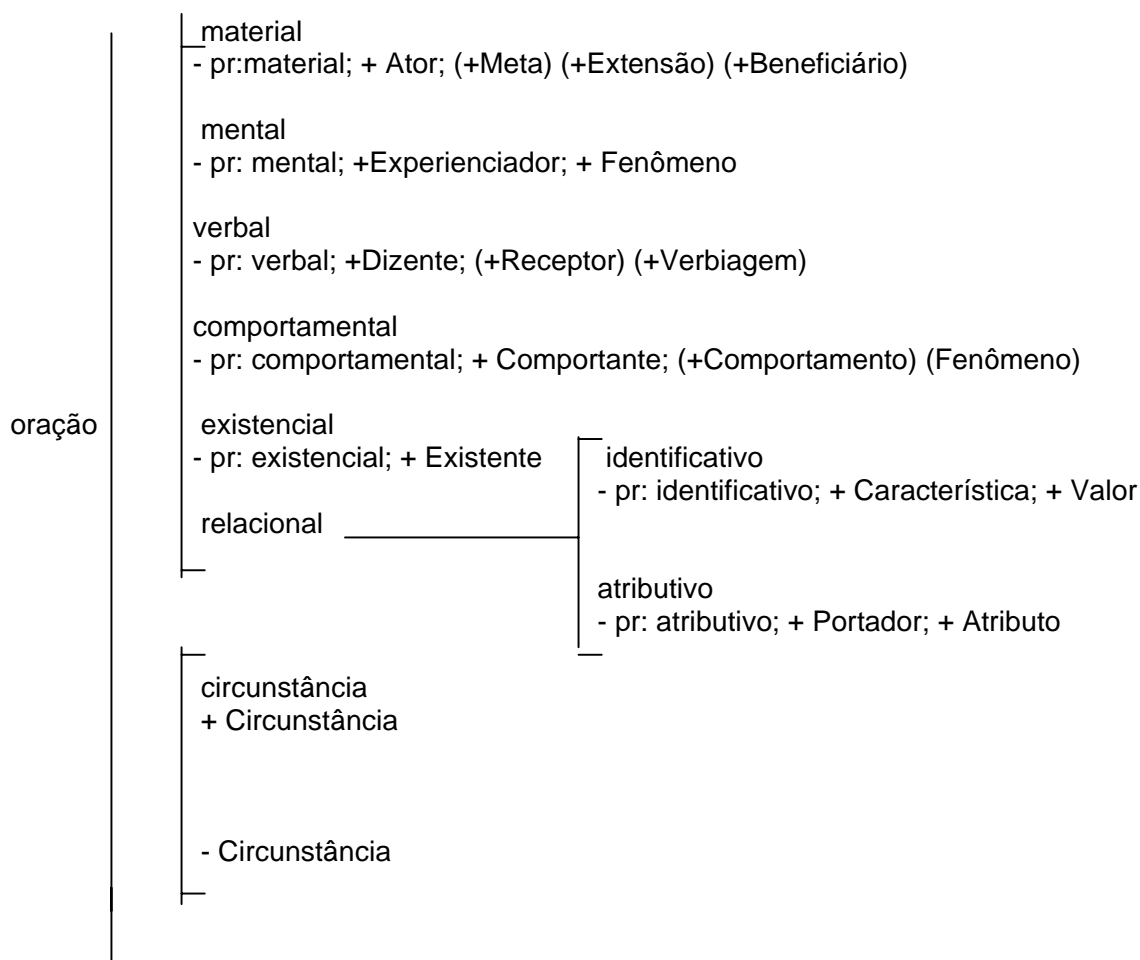 material
- pr:material; + Ator; (+Meta) (+Extensão) (+Beneficiário)
mental
- pr: mental; +Experienciador; + Fenômeno
verbal
- pr: verbal; +Dizente; (+Receptor) (+Verbiagem)
comportamental
- pr: comportamental; + Comportante; (+Comportamento) (Fenômeno)
oração
existencial
- pr: existencial; + Existente
identificativo
- pr: identificativo; + Característica; + Valor
relacional
atributivo
- pr: atributivo; + Portador; + Atributo
circunstância
+ Circunstância
- Circunstância